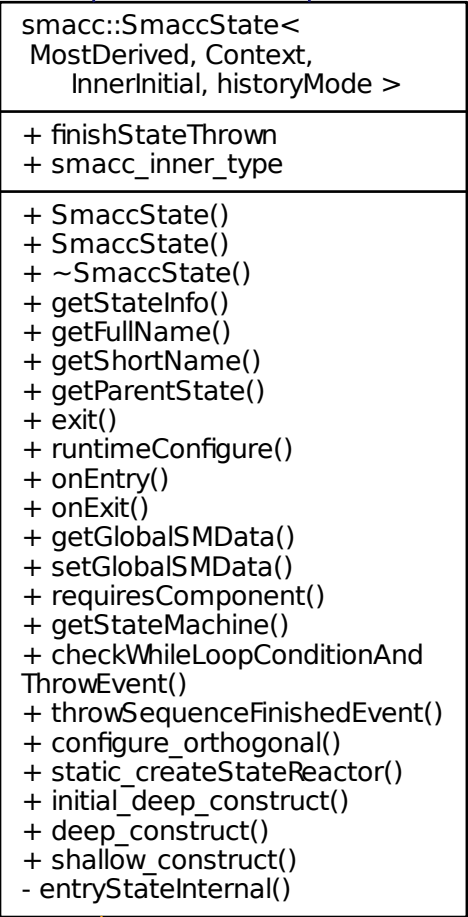 smacc::SmaccState<
MostDerived, Context,
InnerInitial, historyMode >
+ finishStateThrown
+ smacc_inner_type
+ SmaccState()
+ SmaccState()
+ ~SmaccState()
+ getStateInfo()
+ getFullName()
+ getShortName()
+ getParentState()
+ exit()
+ runtimeConfigure()
+ onEntry()
+ onExit()
+ getGlobalSMData()
+ setGlobalSMData()
+ requiresComponent()
+ getStateMachine()
+ checkWhileLoopConditionAnd
ThrowEvent()
+ throwSequenceFinishedEvent()
+ configure_orthogonal()
+ static_createStateReactor()
+ initial_deep_construct()
+ deep_construct()
+ shallow_construct()
- entryStateInternal()